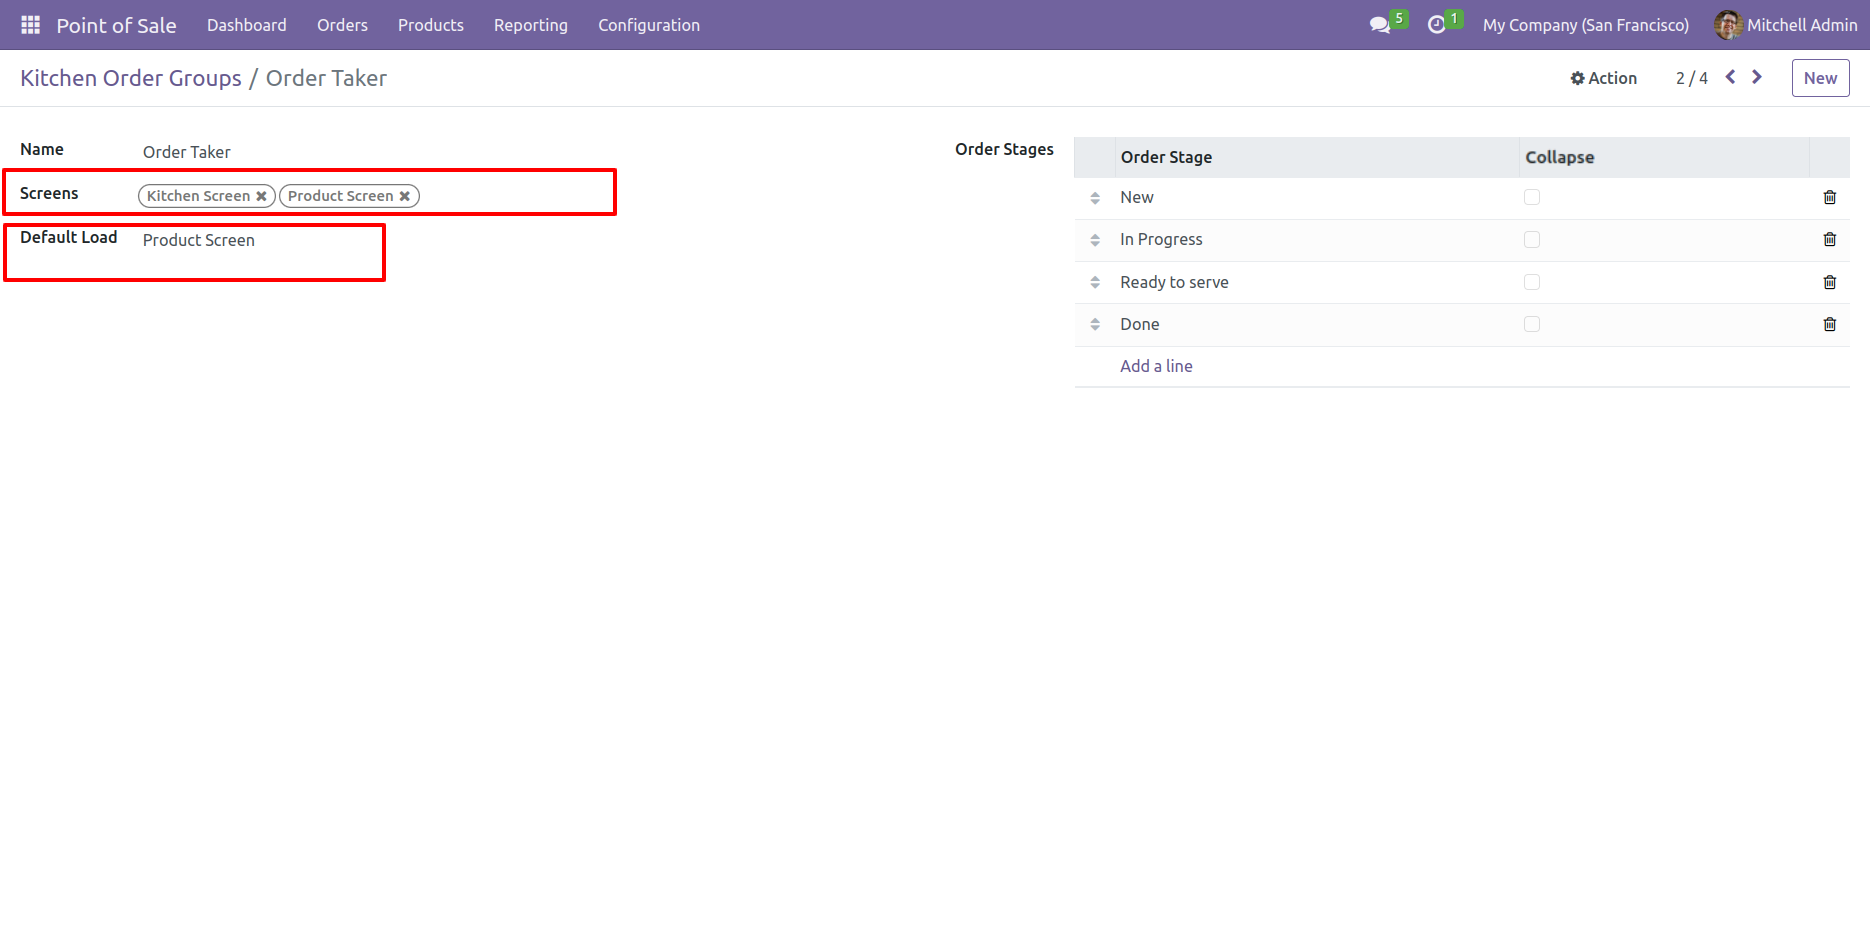 Point of Sale Dashboard Orders Products Reporting Configuration 5 1 My Company (San Francisco) Mitchell Admin
Kitchen Order Groups / Order Taker Action 2 / 4 New
Name Order Taker
Screens Kitchen Screen Product Screen
Default Load Product Screen
Order Stages
Order Stage Collapse
New
In Progress
Ready to serve
Done
Add a line